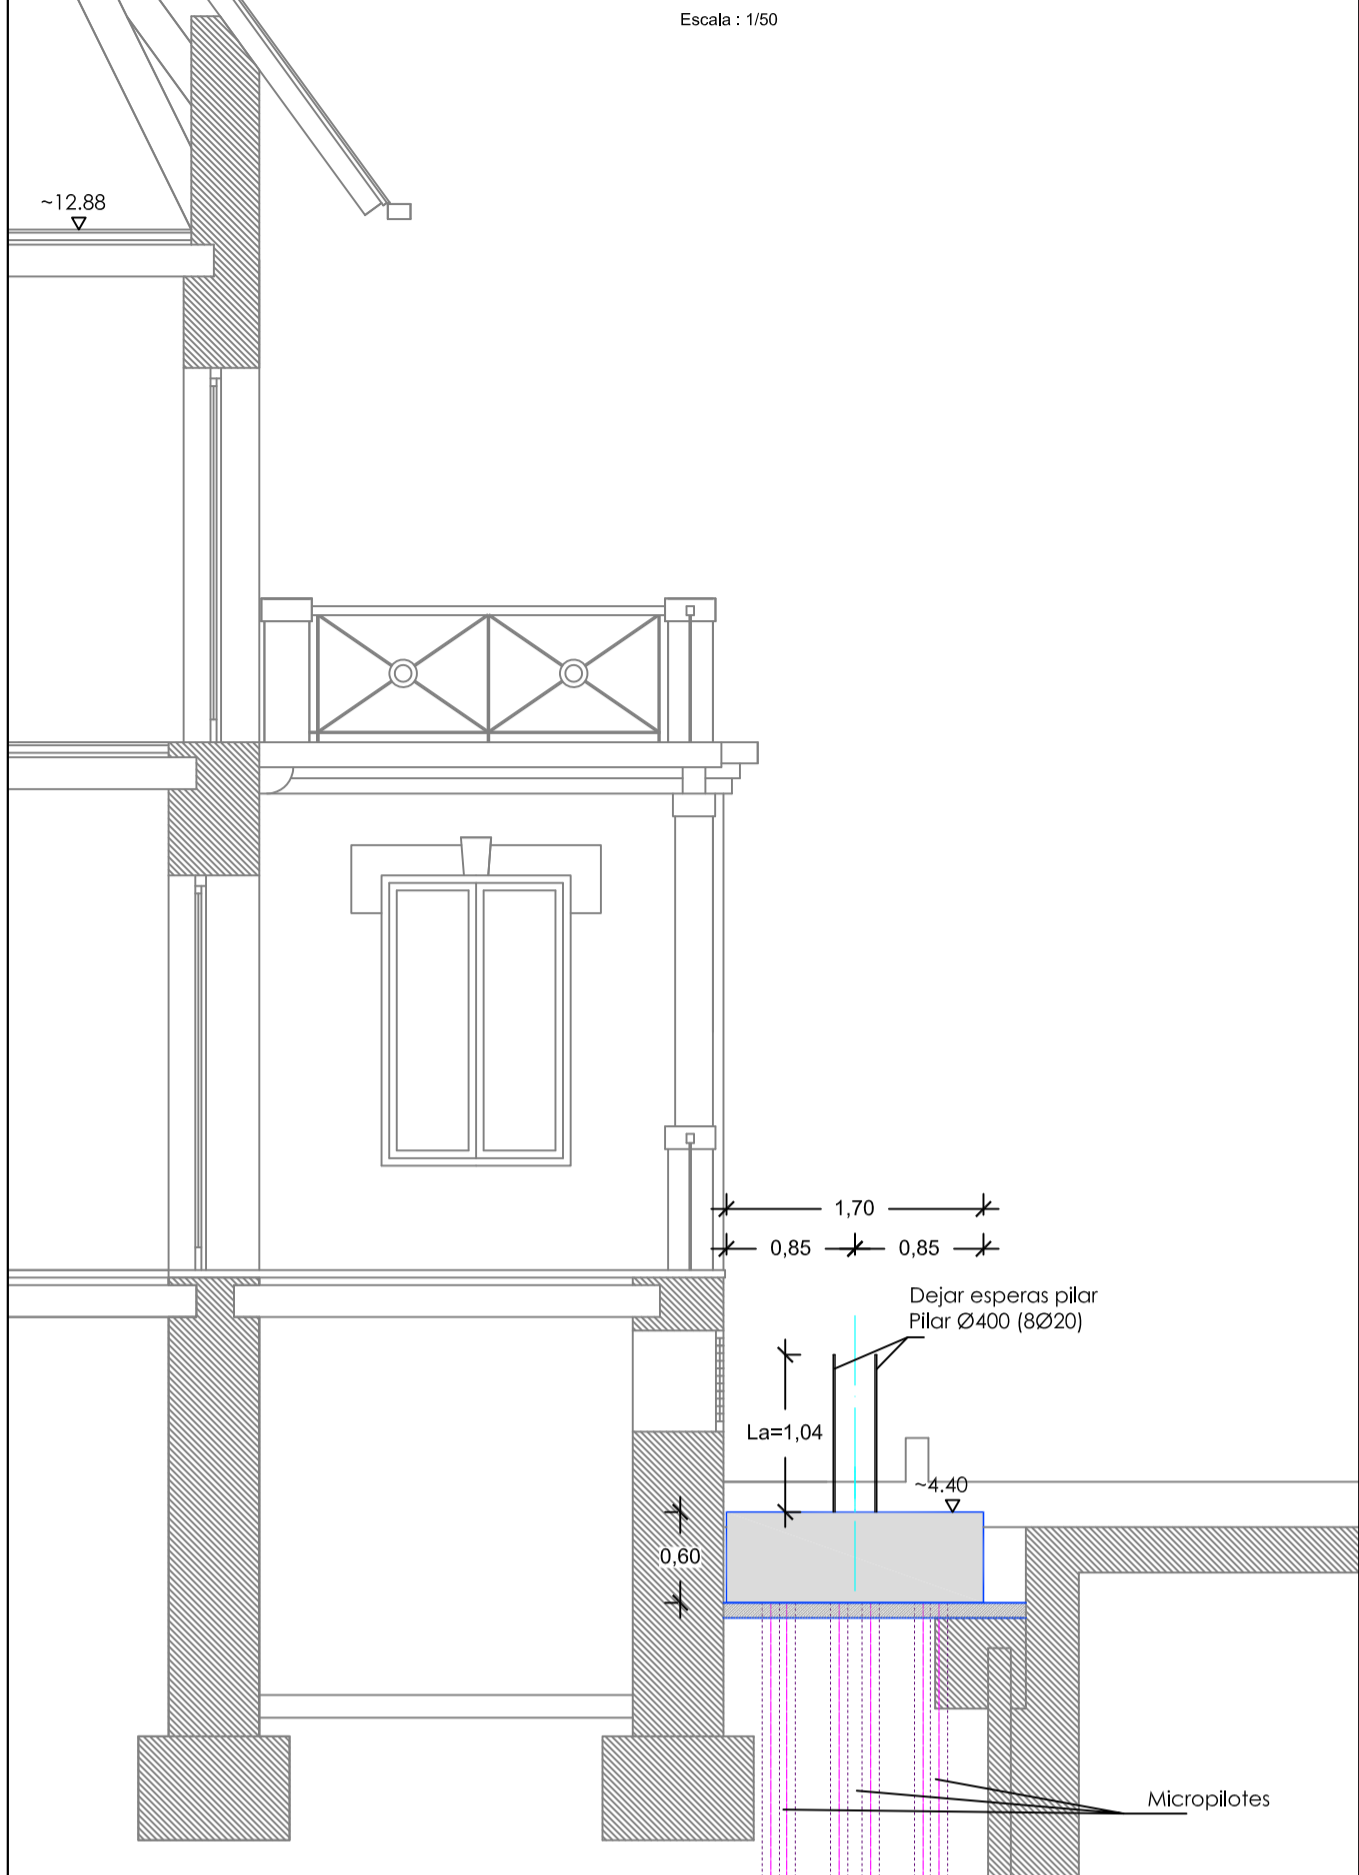 Escala : 1/50
~12.88
1,70
0,85
0,85
Dejar esperas pilar
Pilar Ø400 (8Ø20)
La=1,04
~4.40
0,60
Micropilotes